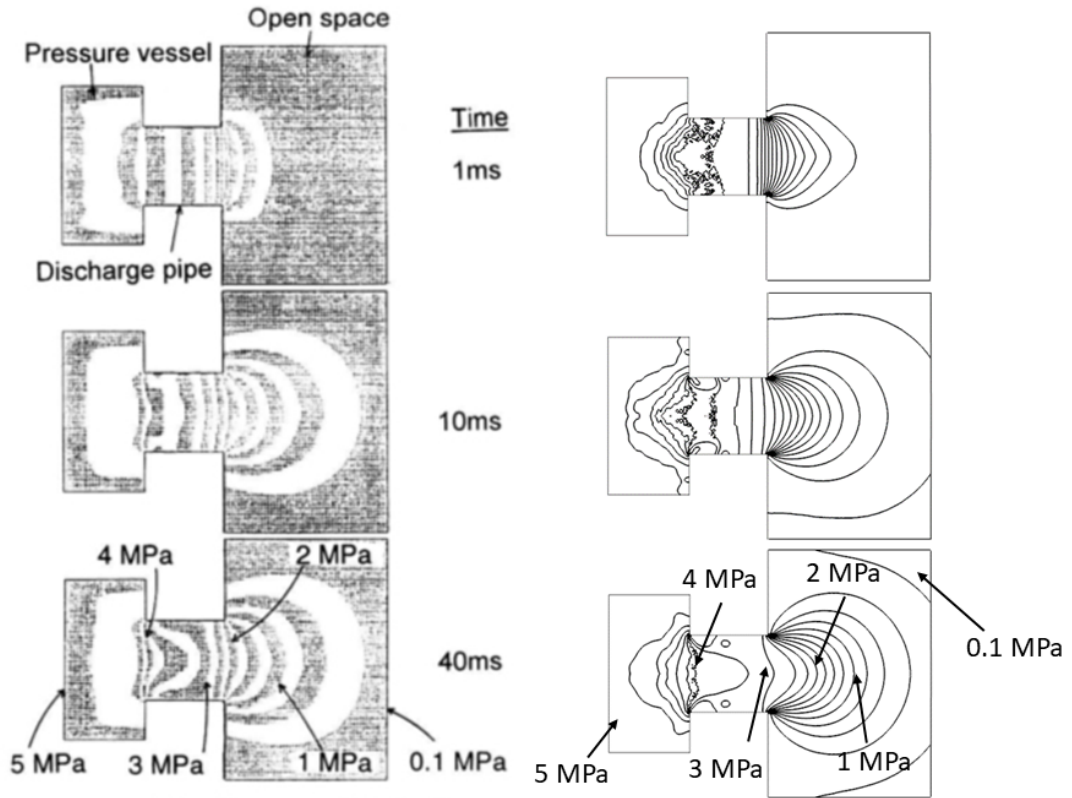 Open space
Pressure vessel
Time
1ms
Discharge pipe
10ms
4 MPa
2 MPa
40ms
5 MPa
3 MPa
1 MPa
0.1 MPa
4 MPa
2 MPa
0.1 MPa
5 MPa
3 MPa
1 MPa